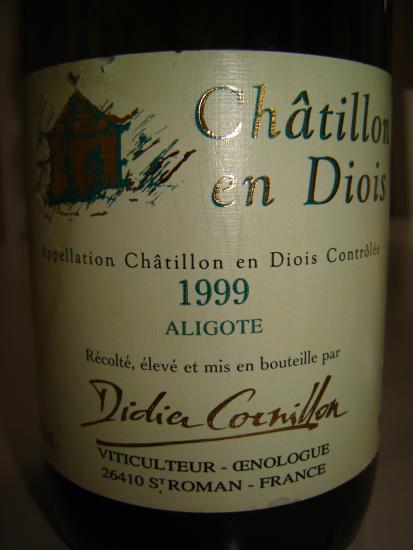 Châtillon
en Diois
Appellation Châtillon en Diois Contrôlée
1999
ALIGOTE
Récolté, élevé et mis en bouteille par
Didier Cornillon
VITICULTEUR - ŒNOLOGUE
26410 ST ROMAN - FRANCE